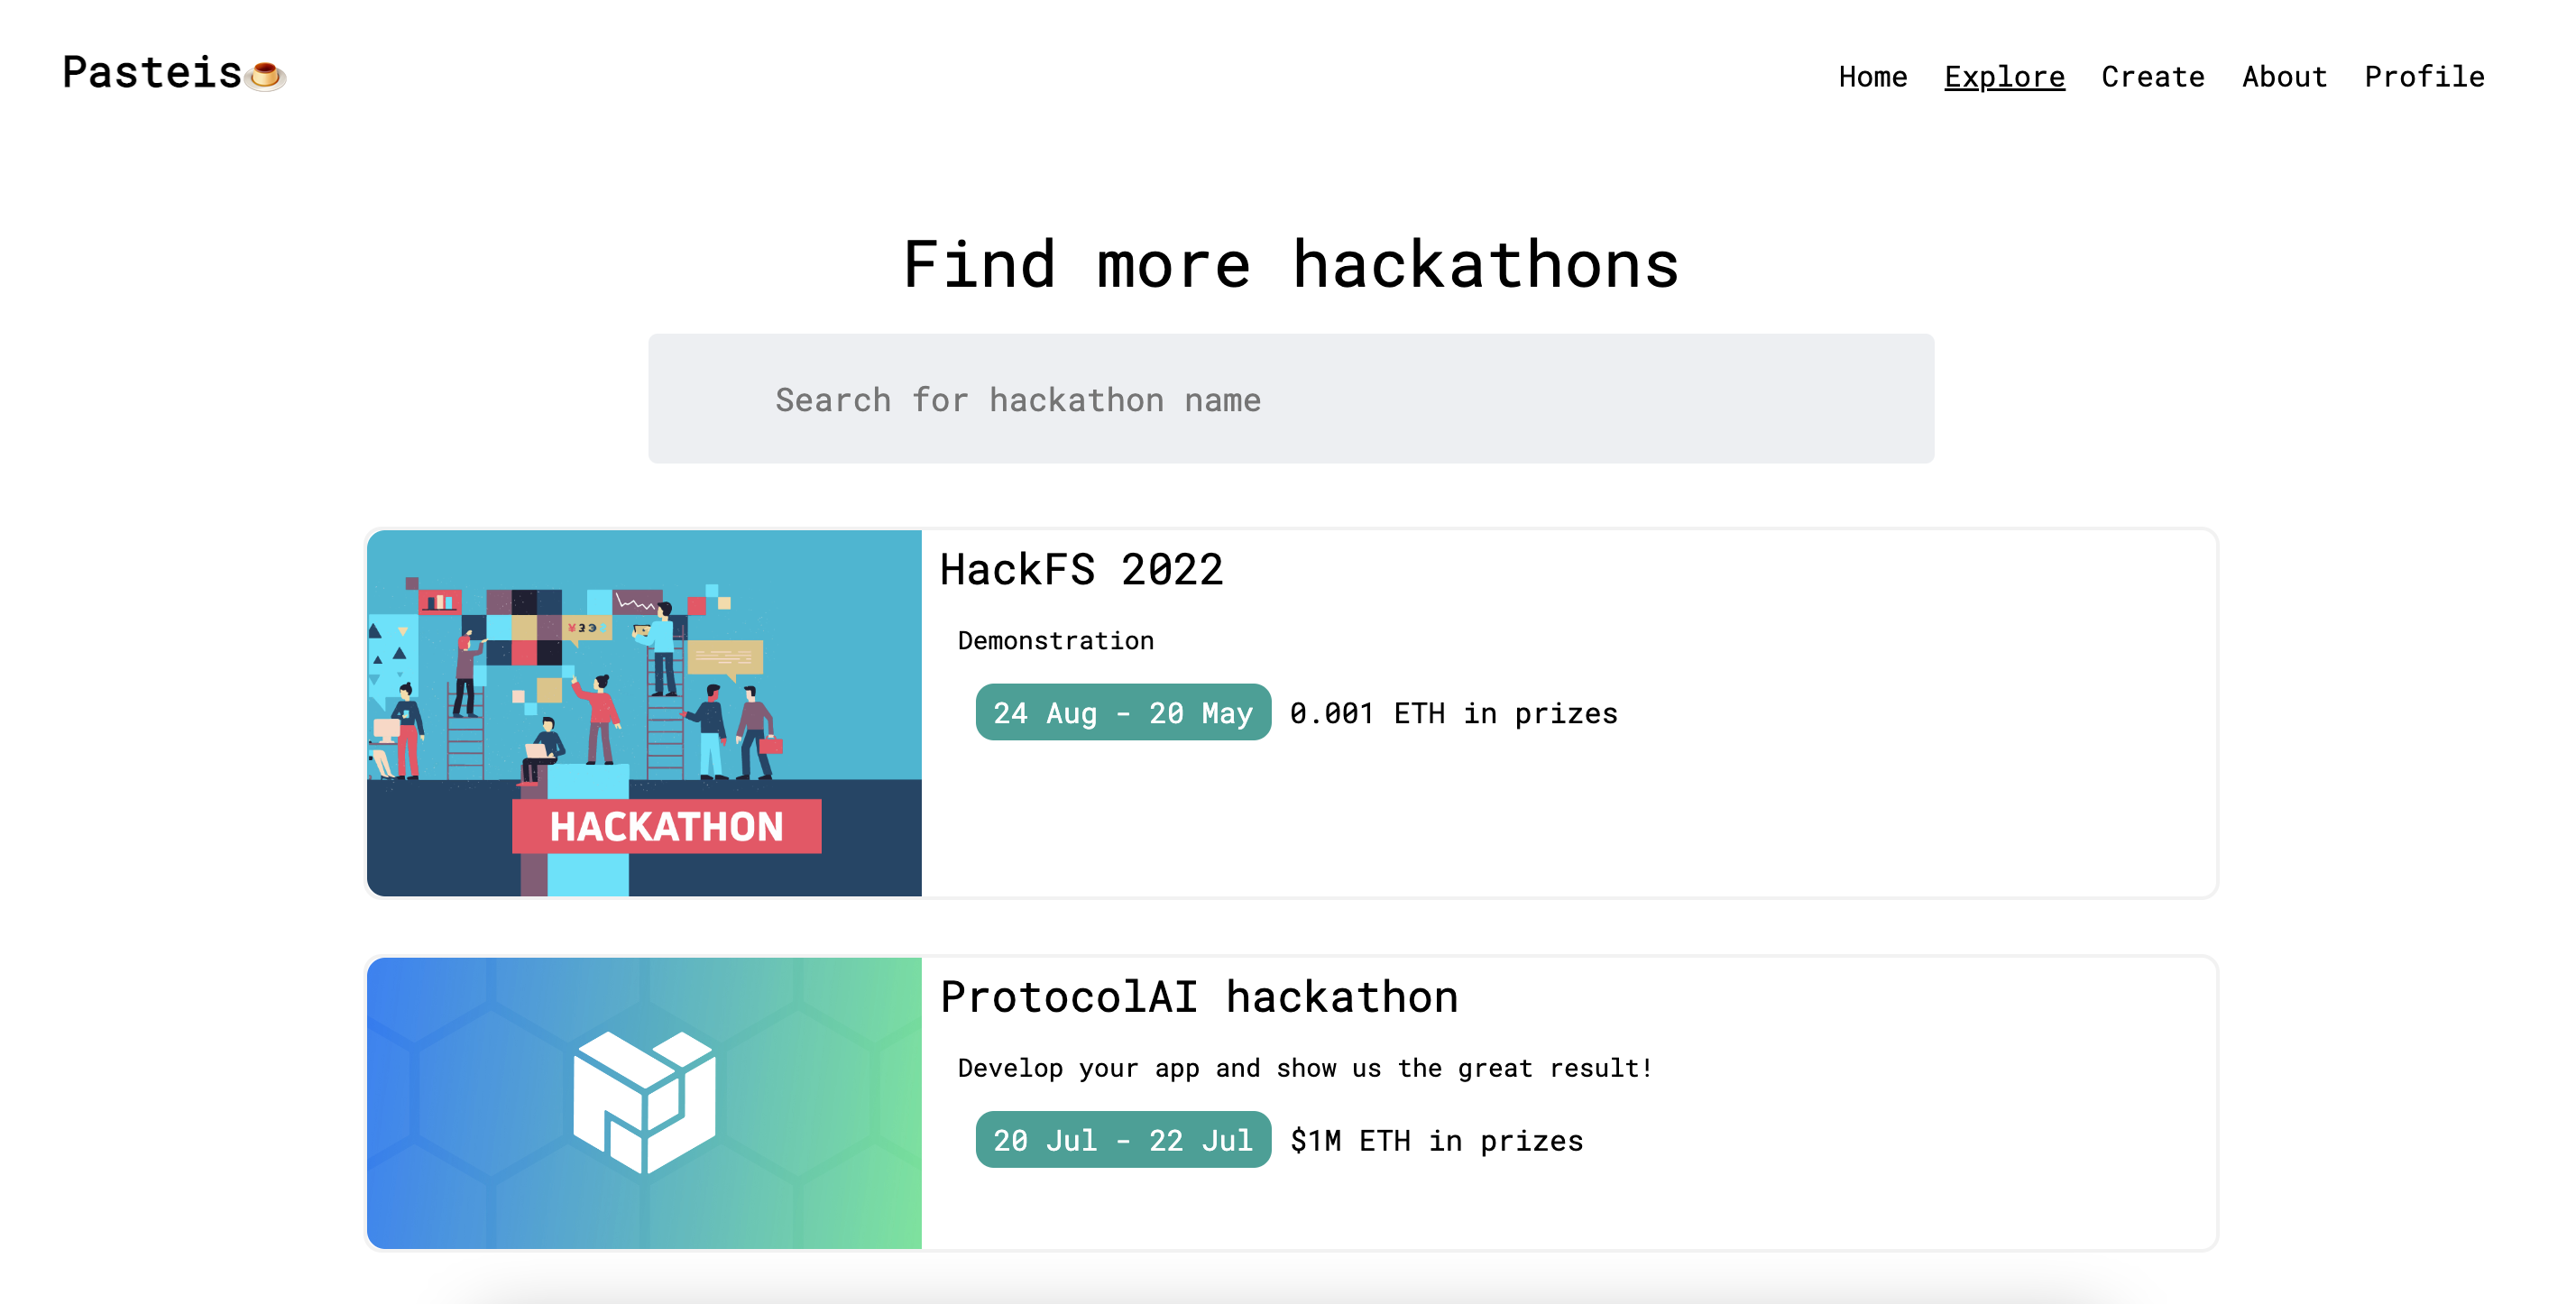 Pasteis
Home Explore Create About Profile
Find more hackathons
Search for hackathon name
HackFS 2022
Demonstration
24 Aug - 20 May 0.001 ETH in prizes
HACKATHON
ProtocolAI hackathon
Develop your app and show us the great result!
20 Jul - 22 Jul $1M ETH in prizes